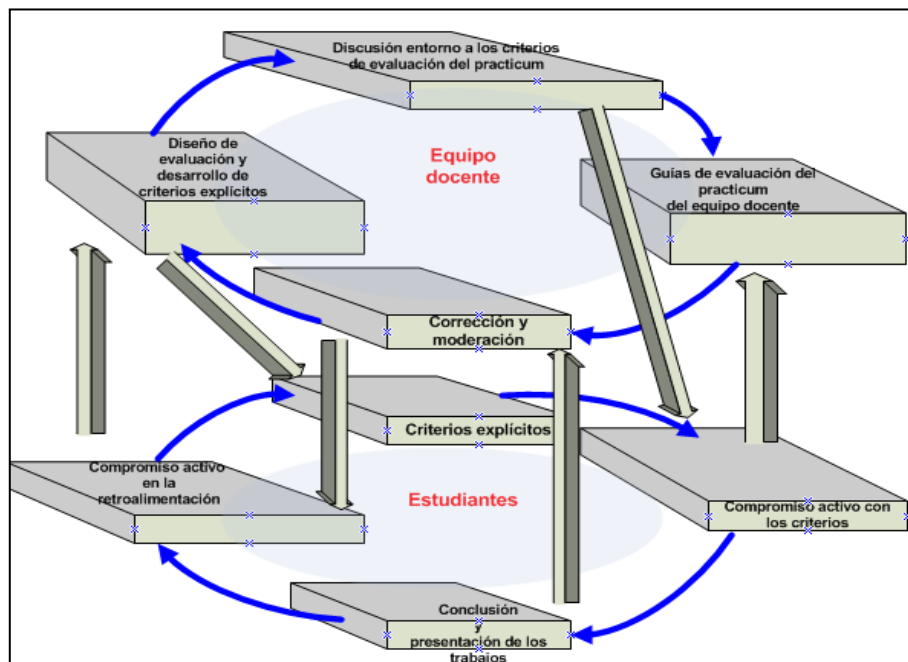 Discusión entorno a los criterios
de evaluación del practicum
Diseño de
evaluación y
desarrollo de
criterios explícitos
Equipo
docente
Guías de evaluación del
practicum
del equipo docente
Corrección y
moderación
Criterios explícitos
Compromiso activo
en la
retroalimentación
Estudiantes
Compromiso activo con
los criterios
Conclusión
y
presentación de los
trabajos